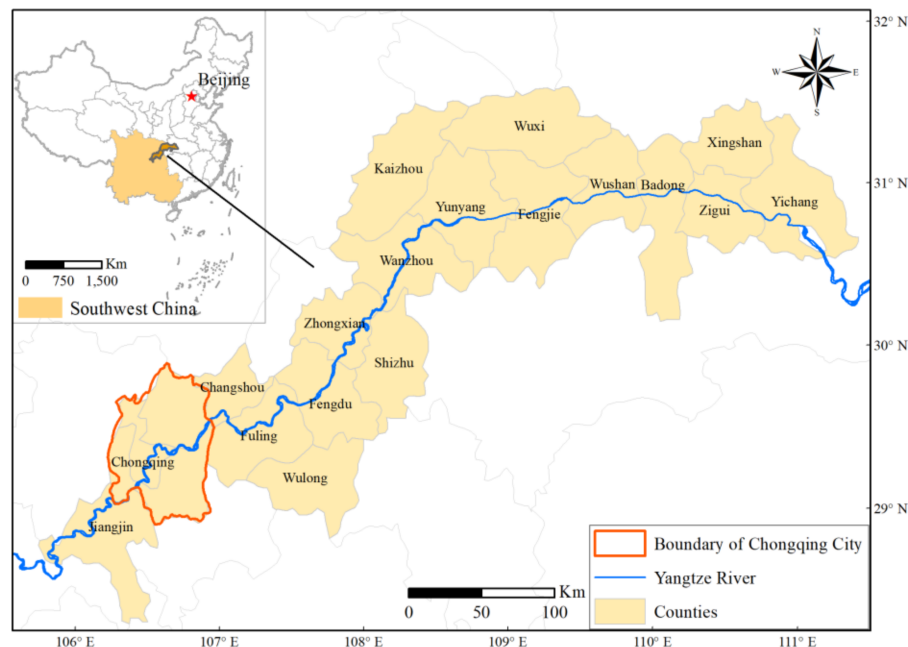 Beijing
Km
0 750 1,500
Southwest China
N
W E
S
32° N
31° N
30° N
29° N
Wuxi
Xingshan
Kaizhou
Wushan Badong
Yunyang
Fengjie
Zigui
Yichang
Wanzhou
Zhongxian
Shizhu
Changshou
Fengdu
Fuling
Chongqing
Wulong
Jiangjin
Km
0 50 100
Boundary of Chongqing City
Yangtze River
Counties
106° E 107° E 108° E 109° E 110° E 111° E